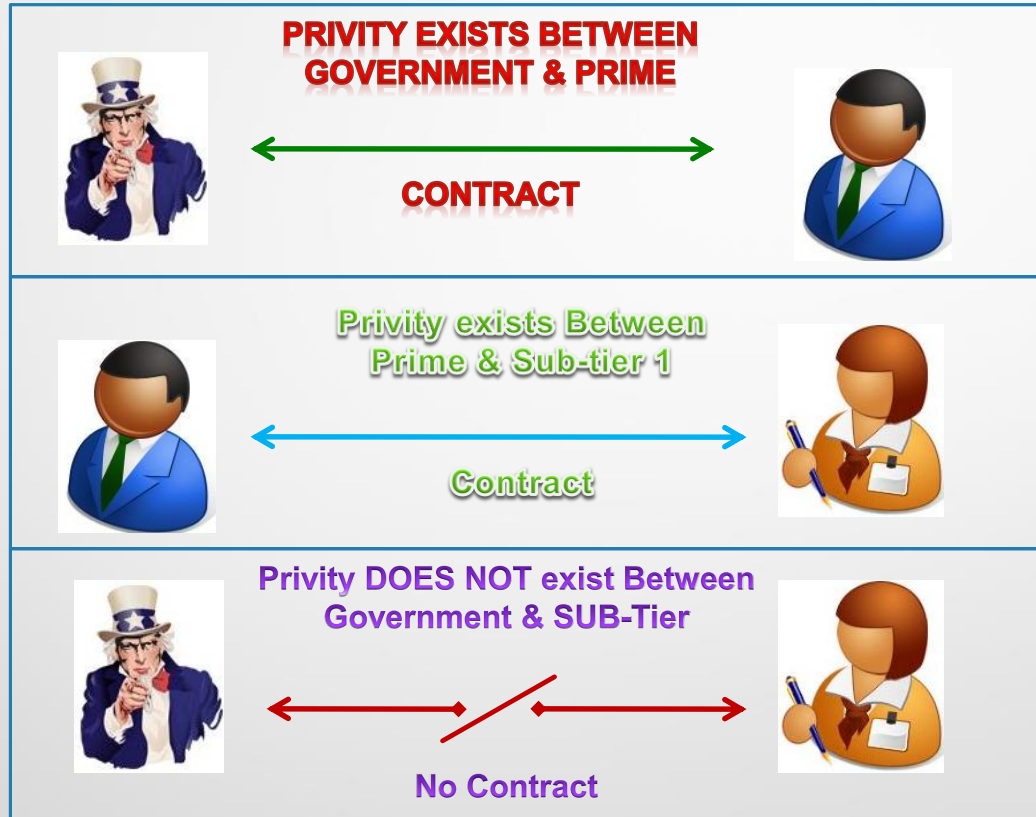 PRIVITY EXISTS BETWEEN
GOVERNMENT & PRIME
CONTRACT
Privity exists Between
Prime & Sub-tier 1
Contract
Privity DOES NOT exist Between
Government & SUB-Tier
No Contract